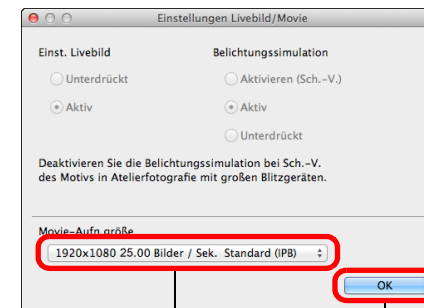 Einstellungen Livebild/Movie
Einst. Livebild
Belichtungssimulation
Unterdrückt
Aktivieren (Sch.-V.)
Aktiv
Aktiv
Unterdrückt
Deaktivieren Sie die Belichtungssimulation bei Sch.-V.
des Motivs in Atelierfotografie mit großen Blitzgeräten.
Movie-Aufn.größe
1920x1080 25.00 Bilder / Sek. Standard (IPB)
OK